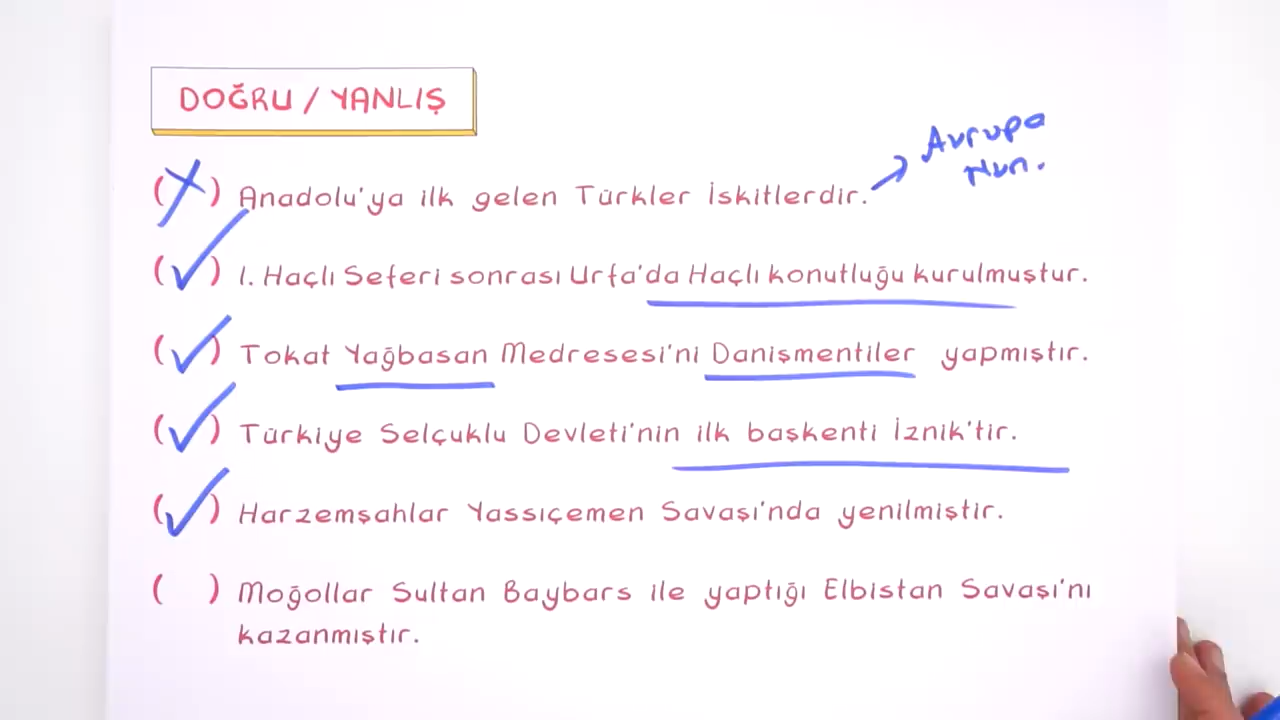 DOĞRU / YANLIŞ
Avrupa
Hun.
(X) Anadolu'ya ilk gelen Türkler İskitlerdir.
(✓) I. Haçlı Seferi sonrası Urfa'da Haçlı konutluğu kurulmuştur.
(✓) Tokat Yağbasan Medresesi'ni Danişmentiler yapmıştır.
(✓) Türkiye Selçuklu Devleti'nin ilk başkenti İznik'tir.
(✓) Harzemşahlar Yassıçemen Savaşı'nda yenilmiştir.
( ) Moğollar Sultan Baybars ile yaptığı Elbistan Savaşı'nı
kazanmıştır.